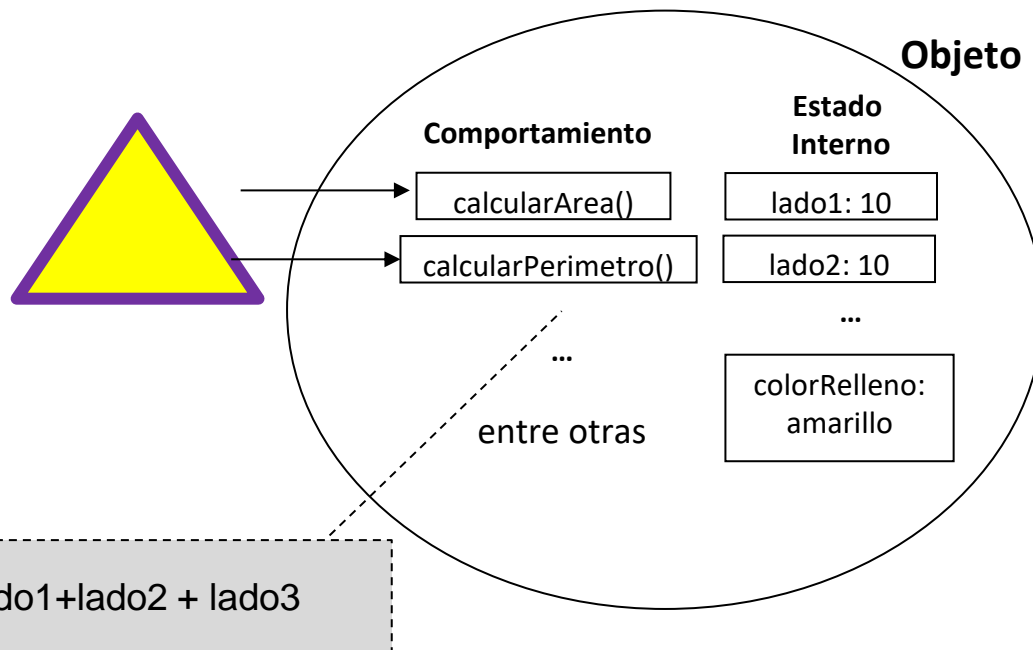 Objeto
Comportamiento
Estado
Interno
calcularArea()
lado1: 10
calcularPerimetro()
lado2: 10
...
...
colorRelleno:
amarillo
entre otras
do1+lado2 + lado3